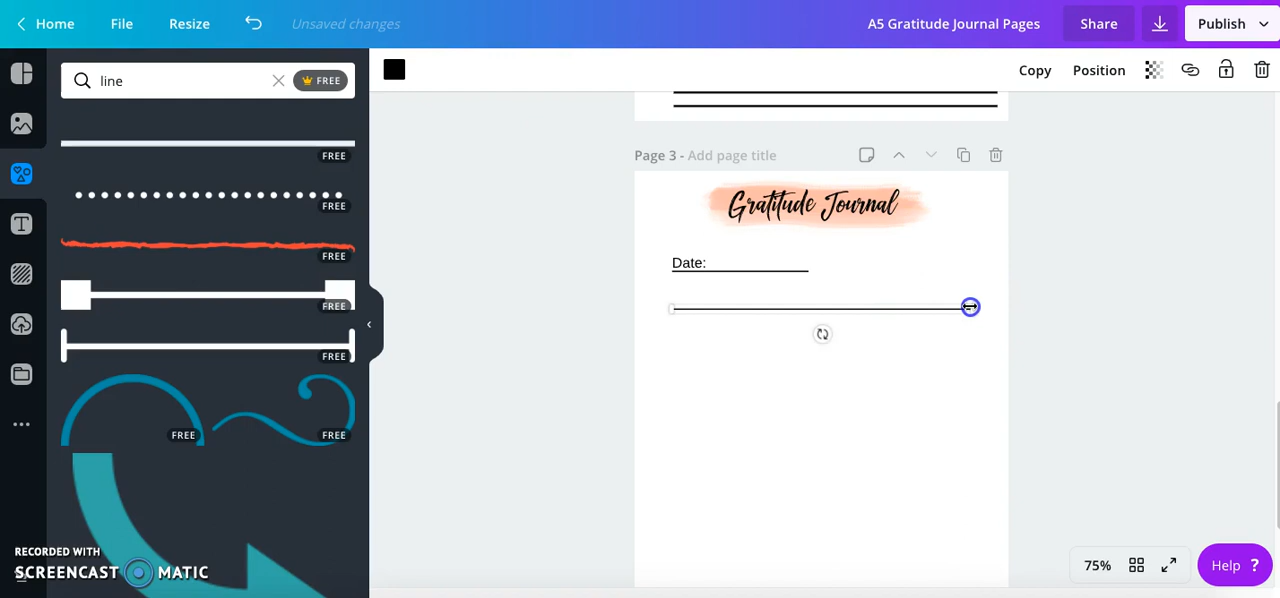 Home File Resize Unsaved changes A5 Gratitude Journal Pages Share Publish
line FREE
Copy Position
FREE
FREE
FREE
FREE
FREE
FREE FREE
Page 3 - Add page title
Gratitude Journal
Date:
RECORDED WITH
SCREENCAST MATIC
75% Help ?